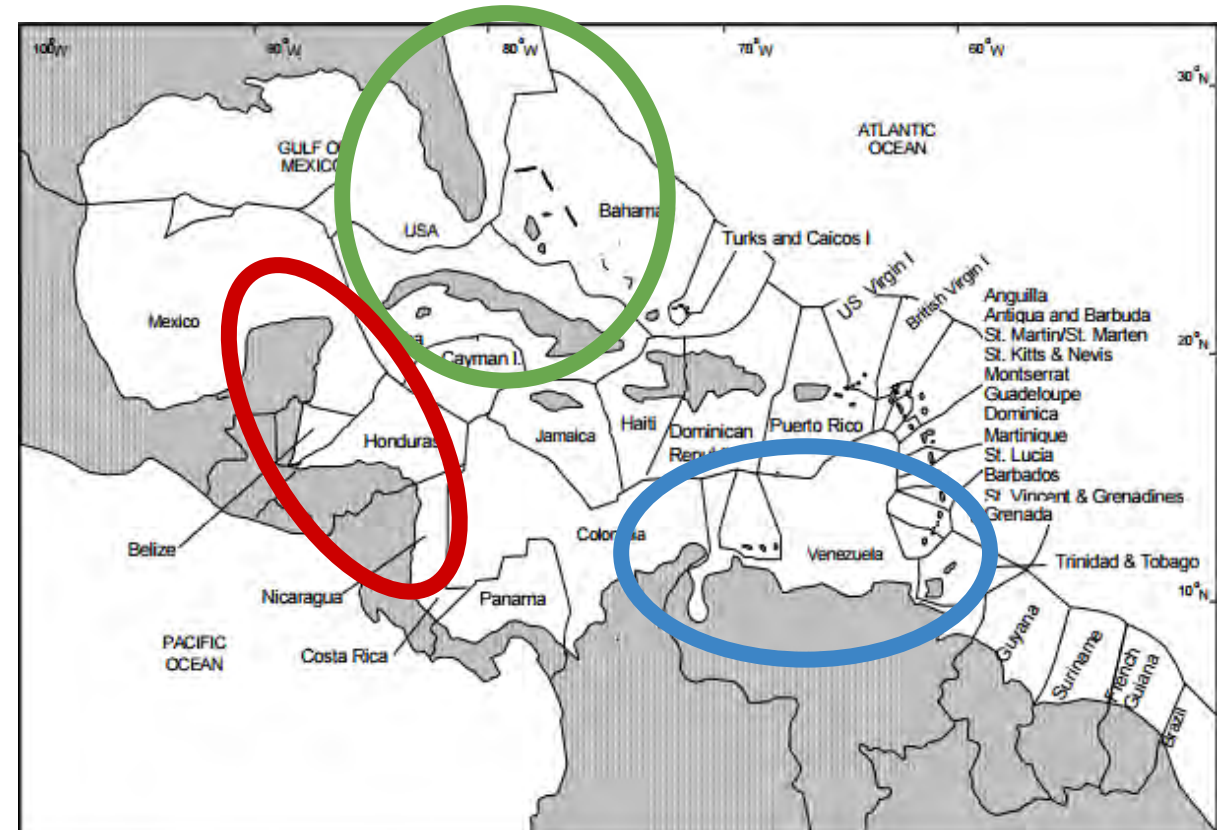 100°W
90°W
80°W
70°W
60°W
30°N
ATLANTIC
OCEAN
GULF O
MEXICO
USA
Bahama
Turks and Caicos I
US Virgin I
British Virgin I
Anguilla
Antiqua and Barbuda
St. Martin/St. Marten
St. Kitts & Nevis
Montserrat
Guadeloupe
Dominica
Martinique
St. Lucia
Barbados
St. Vincent & Grenadines
Grenada
20°N
Mexico
Cayman I.
Honduras
Jamaica
Haiti
Dominican
Puerto Rico
Colombia
Venezuela
Belize
Trinidad & Tobago
Nicaragua
Panama
10°N
Costa Rica
PACIFIC
OCEAN
Guyana
Suriname
French
Guiana
Brazil